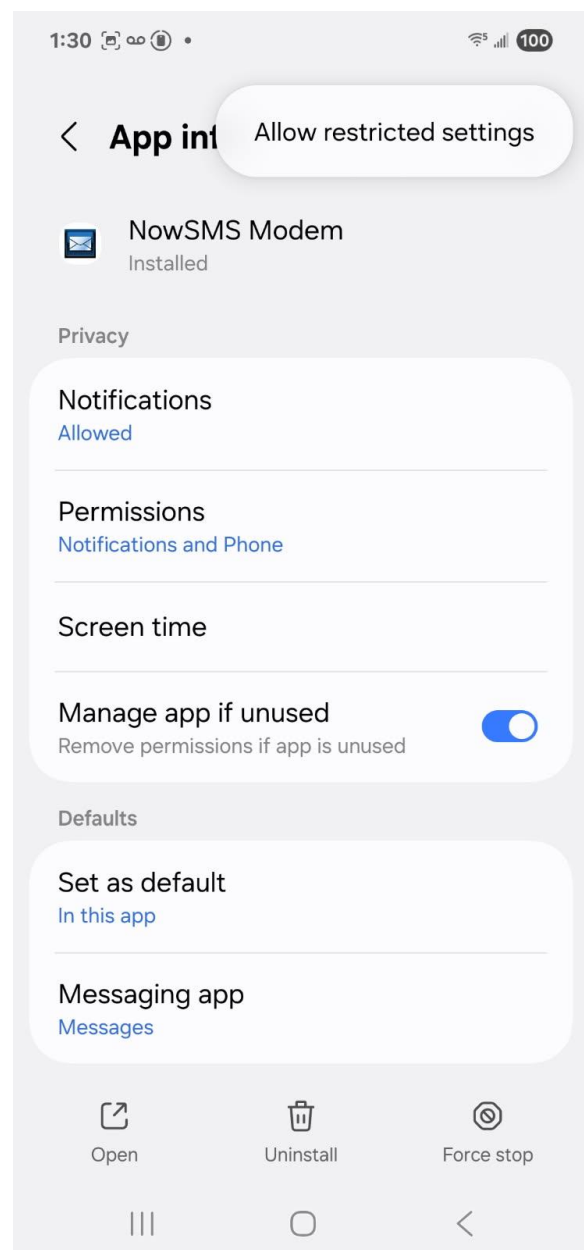 1:30
5
100
App inf
Allow restricted settings
NowSMS Modem
Installed
Privacy
Notifications
Allowed
Permissions
Notifications and Phone
Screen time
Manage app if unused
Remove permissions if app is unused
Defaults
Set as default
In this app
Messaging app
Messages
Open
Uninstall
Force stop